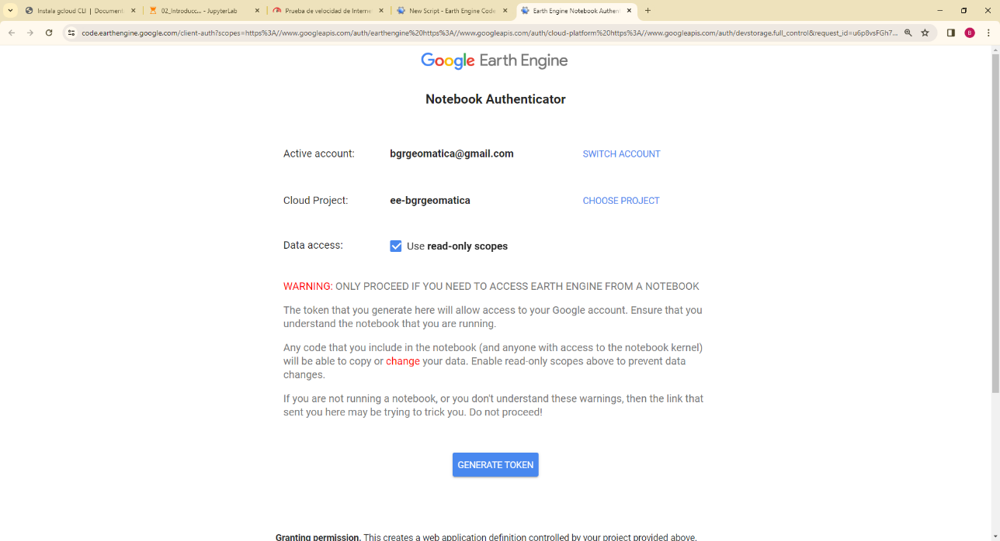 Instala gcloud CLI | Document
02_Introducc... - JupyterLab
Prueba de velocidad de Interne
New Script - Earth Engine Code
Earth Engine Notebook Authen
code.earthengine.google.com/client-auth?scopes=https%3A//www.googleapis.com/auth/earthengine%20https%3A//www.googleapis.com/auth/cloud-platform%20https%3A//www.googleapis.com/auth/devstorage.full_control&request_id=u6p8vsFGh7...
B
Google Earth Engine
Notebook Authenticator
Active account: bgrgeomatica@gmail.com SWITCH ACCOUNT
Cloud Project: ee-bgrgeomatica CHOOSE PROJECT
Data access: Use read-only scopes
WARNING: ONLY PROCEED IF YOU NEED TO ACCESS EARTH ENGINE FROM A NOTEBOOK
The token that you generate here will allow access to your Google account. Ensure that you
understand the notebook that you are running.
Any code that you include in the notebook (and anyone with access to the notebook kernel)
will be able to copy or change your data. Enable read-only scopes above to prevent data
changes.
If you are not running a notebook, or you don't understand these warnings, then the link that
sent you here may be trying to trick you. Do not proceed!
GENERATE TOKEN
Granting permission. This creates a web application definition controlled by your project provided above.